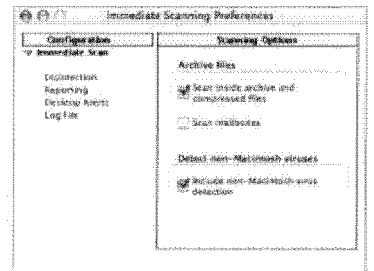 Immediate Scanning Preferences
Configuration
Immediate Scan
Disinfection
Reporting
Desktop Alerts
Log File
Scanning Options
Archive files
Scan inside archive and
compressed files
Scan mailboxes
Detect non-Macintosh viruses
Include non-Macintosh virus
detection